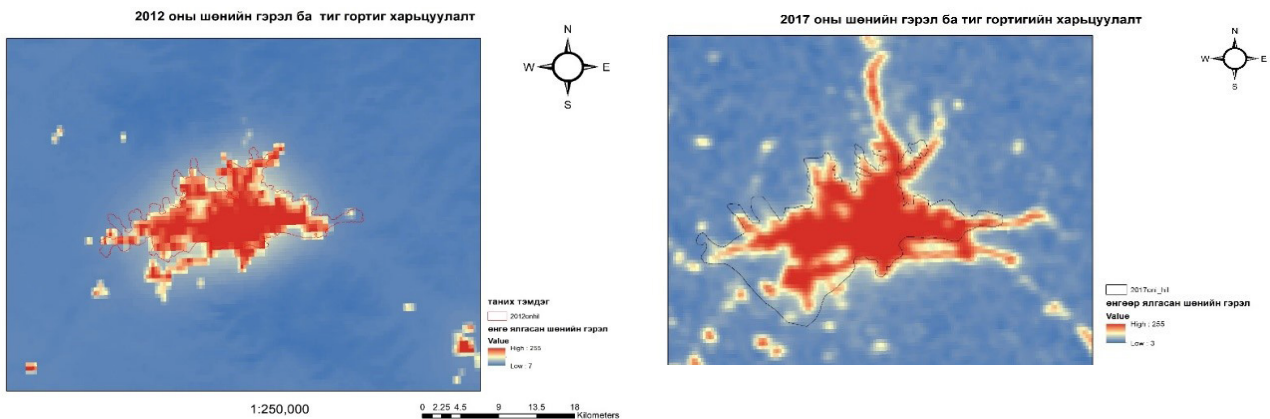 2012 оны шөнийн гэрэл ба тиг гортиг харьцуулалт
N
W E
S
таних тэмдэг
2012onhil
өнгө ялгасан шөнийн гэрэл
Value
High : 255
Low : 7
1:250,000
0 2.25 4.5 9 13.5 18
Kilometers
2017 оны шөнийн гэрэл ба тиг гортигийн харьцуулалт
N
W E
S
2017oni_hil
өнгөөр ялгасан шөнийн гэрэл
Value
High : 255
Low : 3